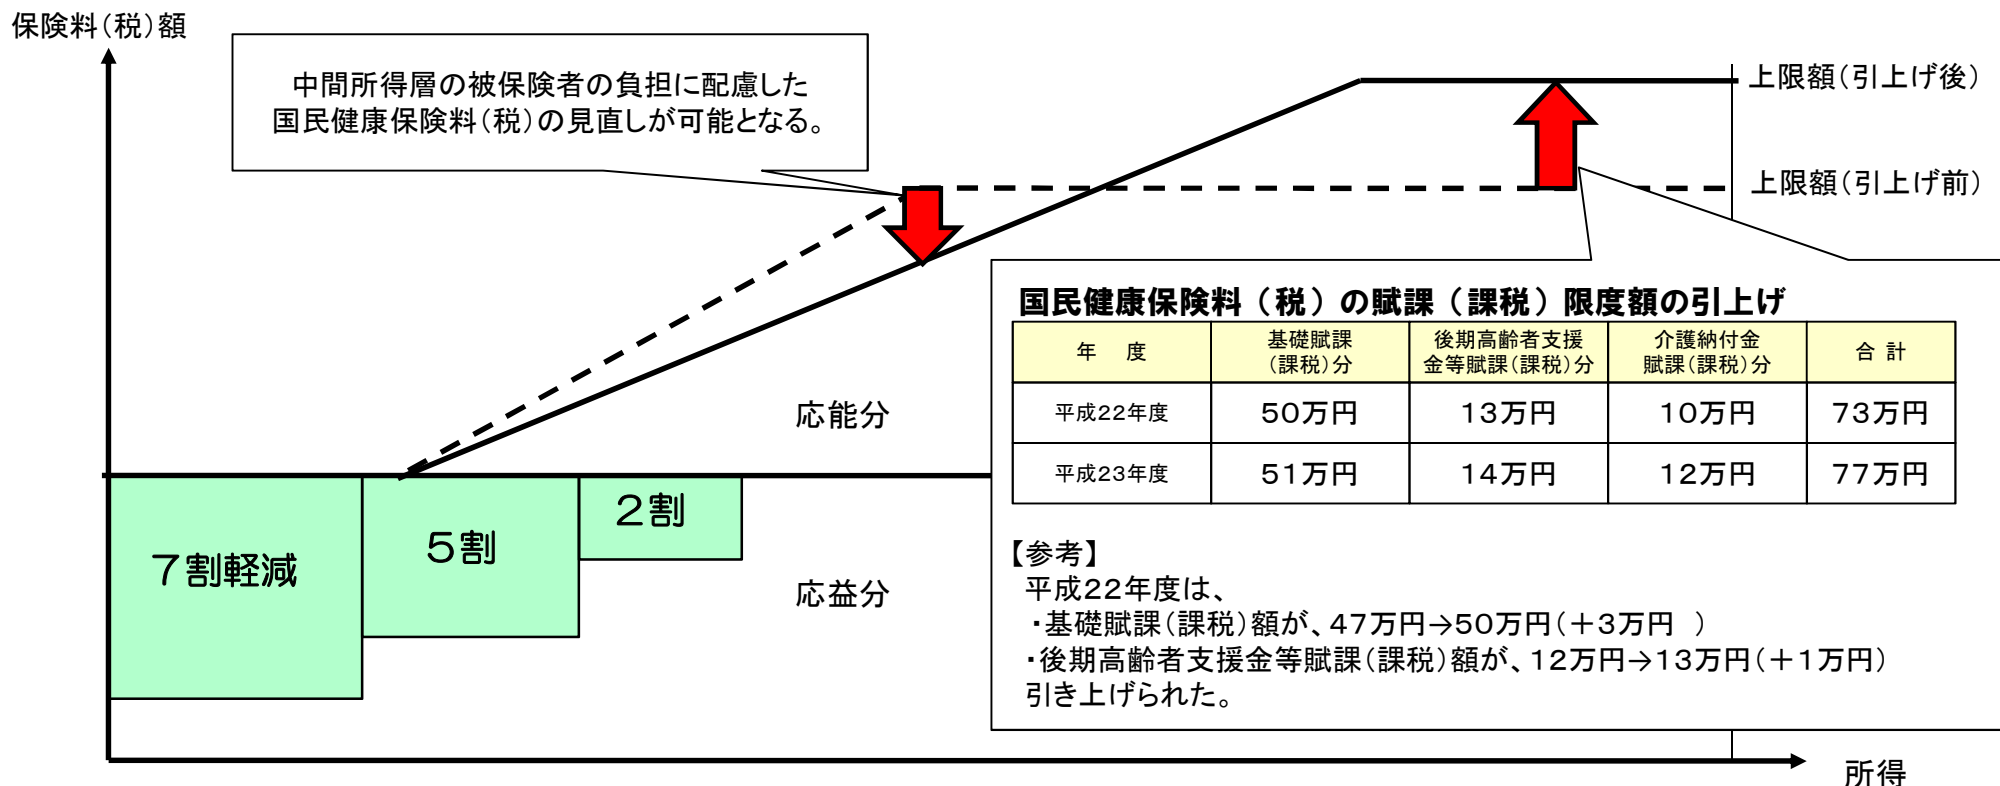 保険料（税）額
中間所得層の被保険者の負担に配慮した
国民健康保険料（税）の見直しが可能となる。
上限額（引上げ後）
上限額（引上げ前）
国民健康保険料（税）の賦課（課税）限度額の引上げ
年　度
基礎賦課
（課税）分
後期高齢者支援
金等賦課（課税）分
介護納付金
賦課（課税）分
合 計
平成22年度
50万円
13万円
10万円
73万円
平成23年度
51万円
14万円
12万円
77万円
応能分
7割軽減
5割
2割
応益分
【参考】
平成22年度は、
・基礎賦課（課税）額が、47万円→50万円（＋3万円　）
・後期高齢者支援金等賦課（課税）額が、12万円→13万円（＋1万円）
引き上げられた。
所得